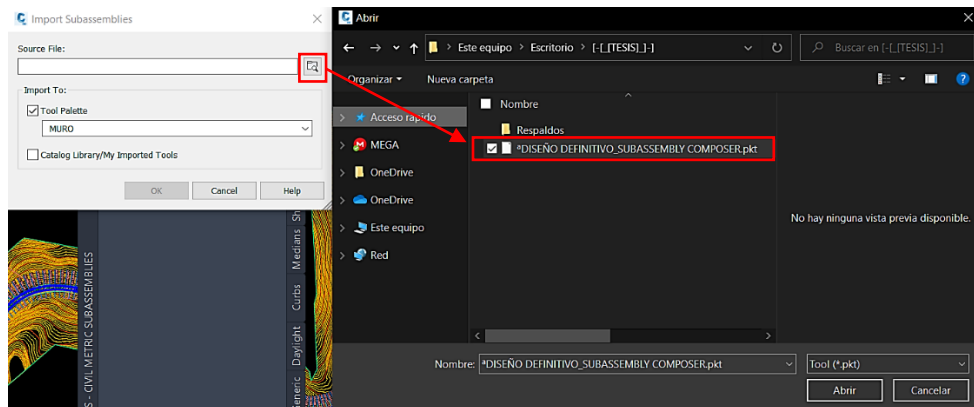 Import Subassemblies
Source File:
Import To:
Tool Palette
MURO
Catalog Library/My Imported Tools
OK
Cancel
Help
S - CIVIL METRIC SUBASSEMBLIES
Medians
Curbs
Daylight
Abrir
Este equipo > Escritorio > [-[_[TESIS]_]-]
Buscar en [-[_[TESIS]_]-]
Organizar
Nueva carpeta
Acceso rápido
MEGA
OneDrive
OneDrive
Este equipo
Red
Nombre
Respaldos
ªDISEÑO DEFINITIVO_SUBASSEMBLY COMPOSER.pkt
No hay ninguna vista previa disponible.
Nombre:
ªDISEÑO DEFINITIVO_SUBASSEMBLY COMPOSER.pkt
Tool (*.pkt)
Abrir
Cancelar